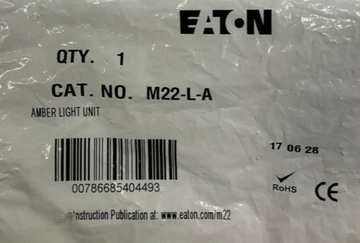 EATON
QTY. 1
CAT. NO. M22-L-A
AMBER LIGHT UNIT
17 06 28
00786685404493
RoHS
CE
Instruction Publication at: www.eaton.com/m22